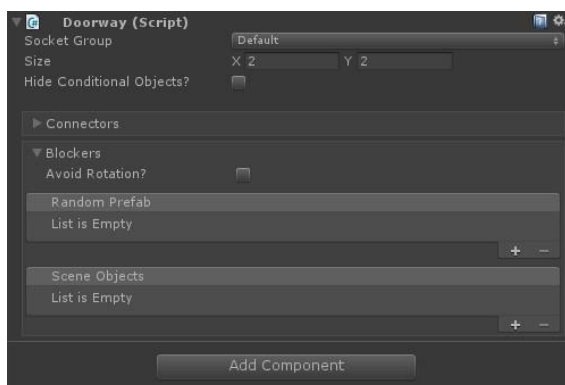 Doorway (Script)
Socket Group Default
Size X 2 Y 2
Hide Conditional Objects?
Connectors
Blockers
Avoid Rotation?
Random Prefab
List is Empty
+ −
Scene Objects
List is Empty
+ −
Add Component